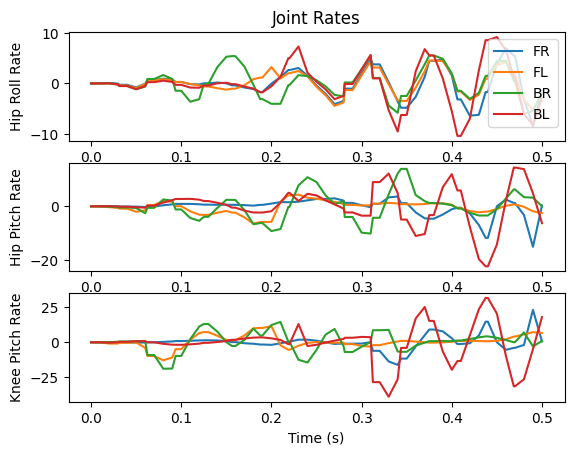 Joint Rates
Hip Roll Rate
10
0
−10
FR
FL
BR
BL
0.0 0.1 0.2 0.3 0.4 0.5
Hip Pitch Rate
0
−20
0.0 0.1 0.2 0.3 0.4 0.5
Knee Pitch Rate
25
0
−25
0.0 0.1 0.2 0.3 0.4 0.5
Time (s)